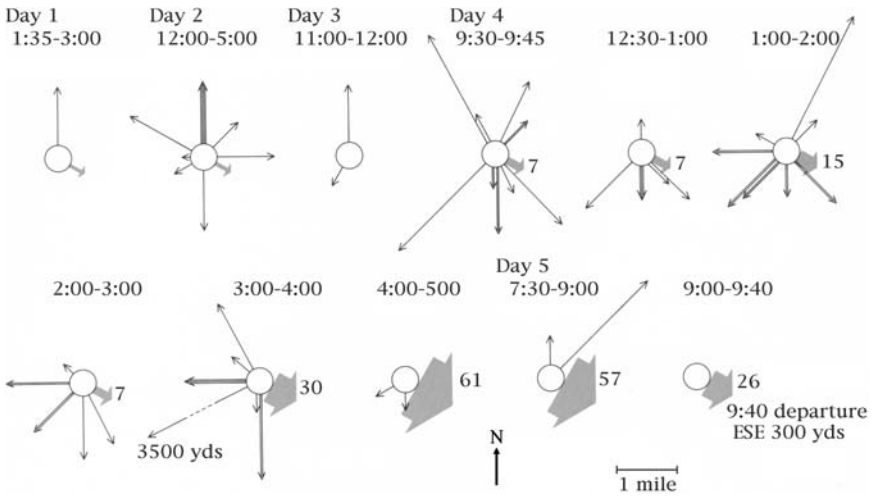 Day 1
1:35-3:00
Day 2
12:00-5:00
Day 3
11:00-12:00
Day 4
9:30-9:45
7
12:30-1:00
7
1:00-2:00
15
2:00-3:00
7
3:00-4:00
30
3500 yds
4:00-500
61
Day 5
7:30-9:00
57
9:00-9:40
26
9:40 departure
ESE 300 yds
N
1 mile